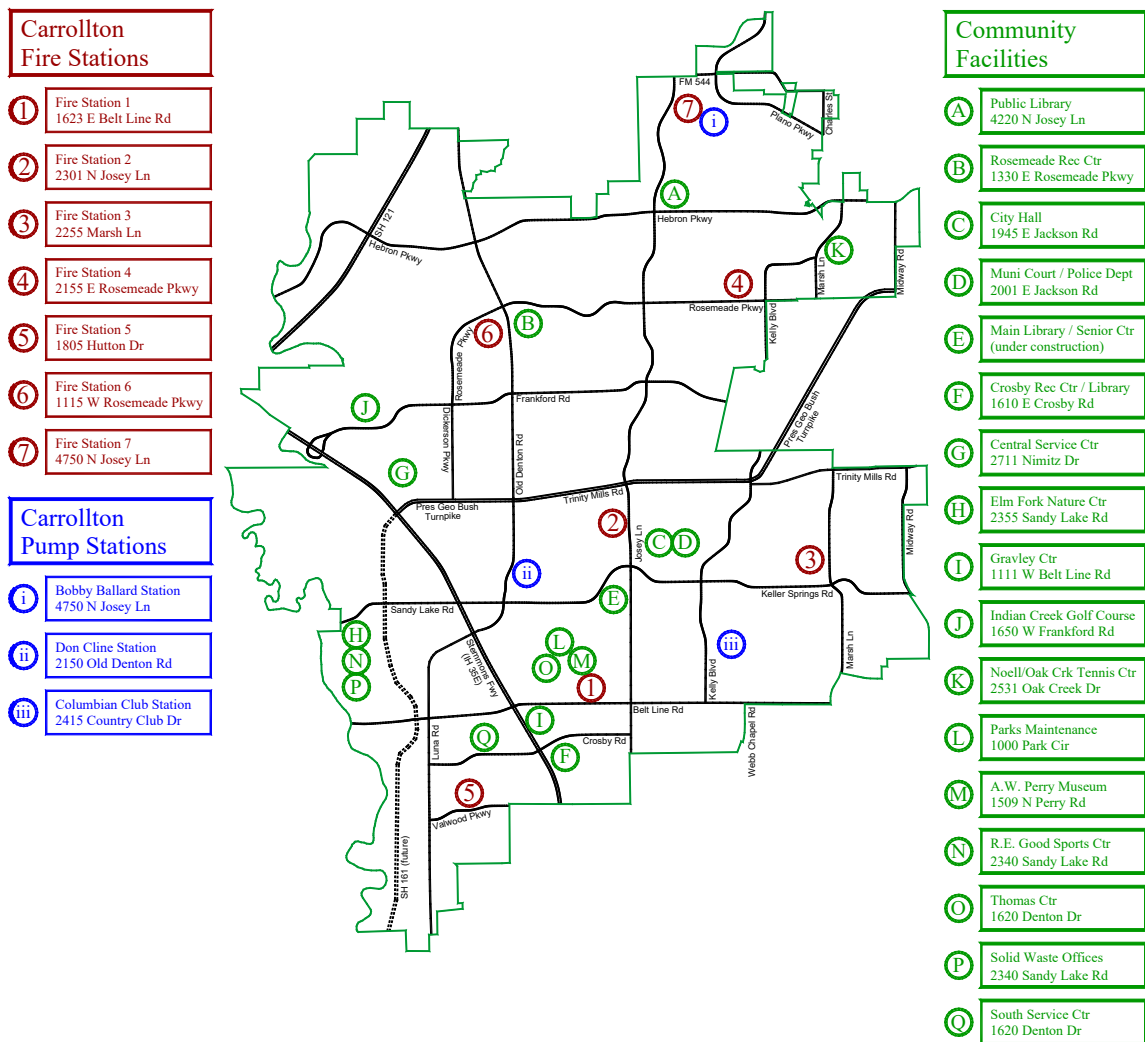 Carrollton
Fire Stations
1
Fire Station 1
1623 E Belt Line Rd
2
Fire Station 2
2301 N Josey Ln
3
Fire Station 3
2255 Marsh Ln
4
Fire Station 4
2155 E Rosemeade Pkwy
5
Fire Station 5
1805 Hutton Dr
6
Fire Station 6
1115 W Rosemeade Pkwy
7
Fire Station 7
4750 N Josey Ln
Carrollton
Pump Stations
i
Bobby Ballard Station
4750 N Josey Ln
ii
Don Cline Station
2150 Old Denton Rd
iii
Columbian Club Station
2415 Country Club Dr
FM 544
7
i
Plano Pkwy
Charles St
A
Hebron Pkwy
SH 121
Hebron Pkwy
K
Marsh Ln
Midway Rd
4
Rosemeade Pkwy
Kelly Blvd
B
6
Rosemeade Pkwy
Frankford Rd
J
Dickerson Pkwy
Old Denton Rd
Pres Geo Bush
Turnpike
G
Trinity Mills Rd
Trinity Mills Rd
Pres Geo Bush
Turnpike
2
Josey Ln
C
D
3
Midway Rd
ii
E
Keller Springs Rd
Sandy Lake Rd
H
N
P
Stemmons Fwy
(IH 35E)
L
O
M
1
iii
Kelly Blvd
Marsh Ln
Belt Line Rd
I
Q
Luna Rd
Crosby Rd
F
Webb Chapel Rd
5
Valwood Pkwy
SH 161 (future)
Community
Facilities
A
Public Library
4220 N Josey Ln
B
Rosemeade Rec Ctr
1330 E Rosemeade Pkwy
C
City Hall
1945 E Jackson Rd
D
Muni Court / Police Dept
2001 E Jackson Rd
E
Main Library / Senior Ctr
(under construction)
F
Crosby Rec Ctr / Library
1610 E Crosby Rd
G
Central Service Ctr
2711 Nimitz Dr
H
Elm Fork Nature Ctr
2355 Sandy Lake Rd
I
Gravley Ctr
1111 W Belt Line Rd
J
Indian Creek Golf Course
1650 W Frankford Rd
K
Noell/Oak Crk Tennis Ctr
2531 Oak Creek Dr
L
Parks Maintenance
1000 Park Cir
M
A.W. Perry Museum
1509 N Perry Rd
N
R.E. Good Sports Ctr
2340 Sandy Lake Rd
O
Thomas Ctr
1620 Denton Dr
P
Solid Waste Offices
2340 Sandy Lake Rd
Q
South Service Ctr
1620 Denton Dr